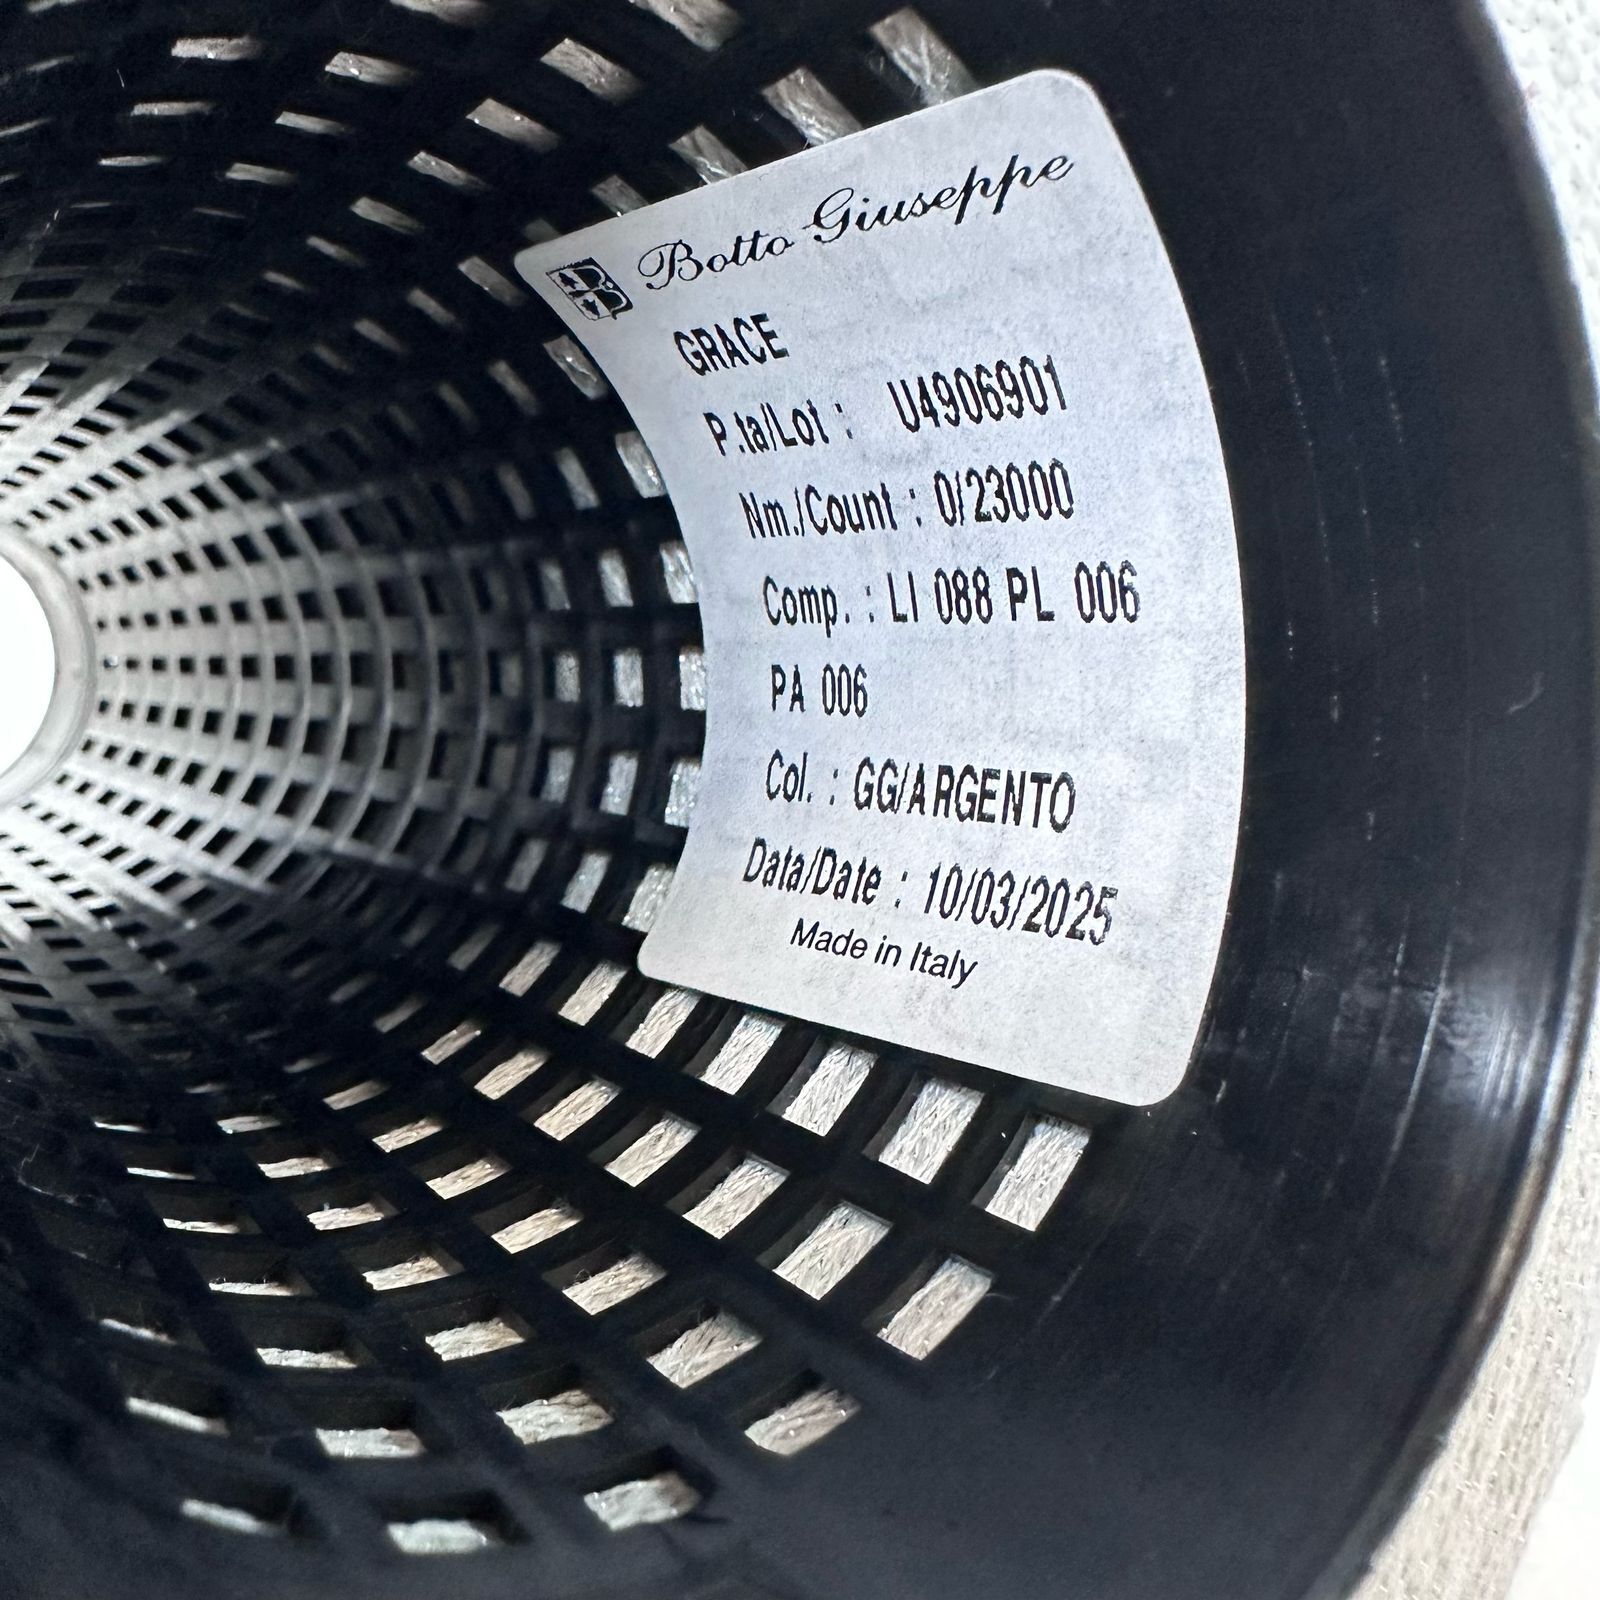 Botto Giuseppe
GRACE
P.ta/Lot : U4906901
Nm./Count : 0/23000
Comp. : LI 088 PL 006
PA 006
Col. : GG/ARGENTO
Data/Date : 10/03/2025
Made in Italy